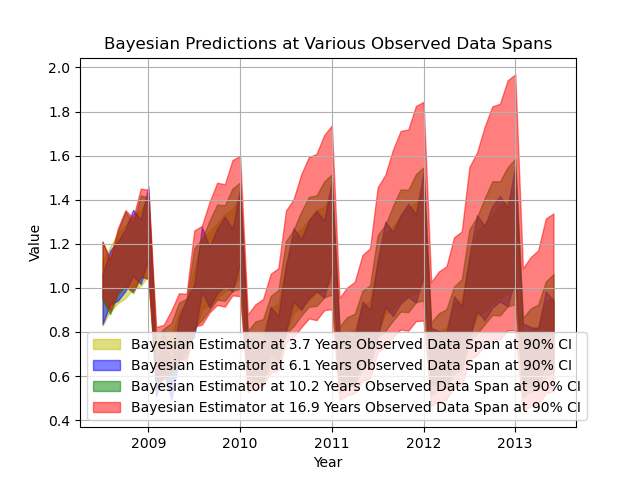 Bayesian Predictions at Various Observed Data Spans
2.0
1.8
1.6
1.4
1.2
1.0
0.8
0.6
0.4
Value
Bayesian Estimator at 3.7 Years Observed Data Span at 90% CI
Bayesian Estimator at 6.1 Years Observed Data Span at 90% CI
Bayesian Estimator at 10.2 Years Observed Data Span at 90% CI
Bayesian Estimator at 16.9 Years Observed Data Span at 90% CI
2009 2010 2011 2012 2013
Year